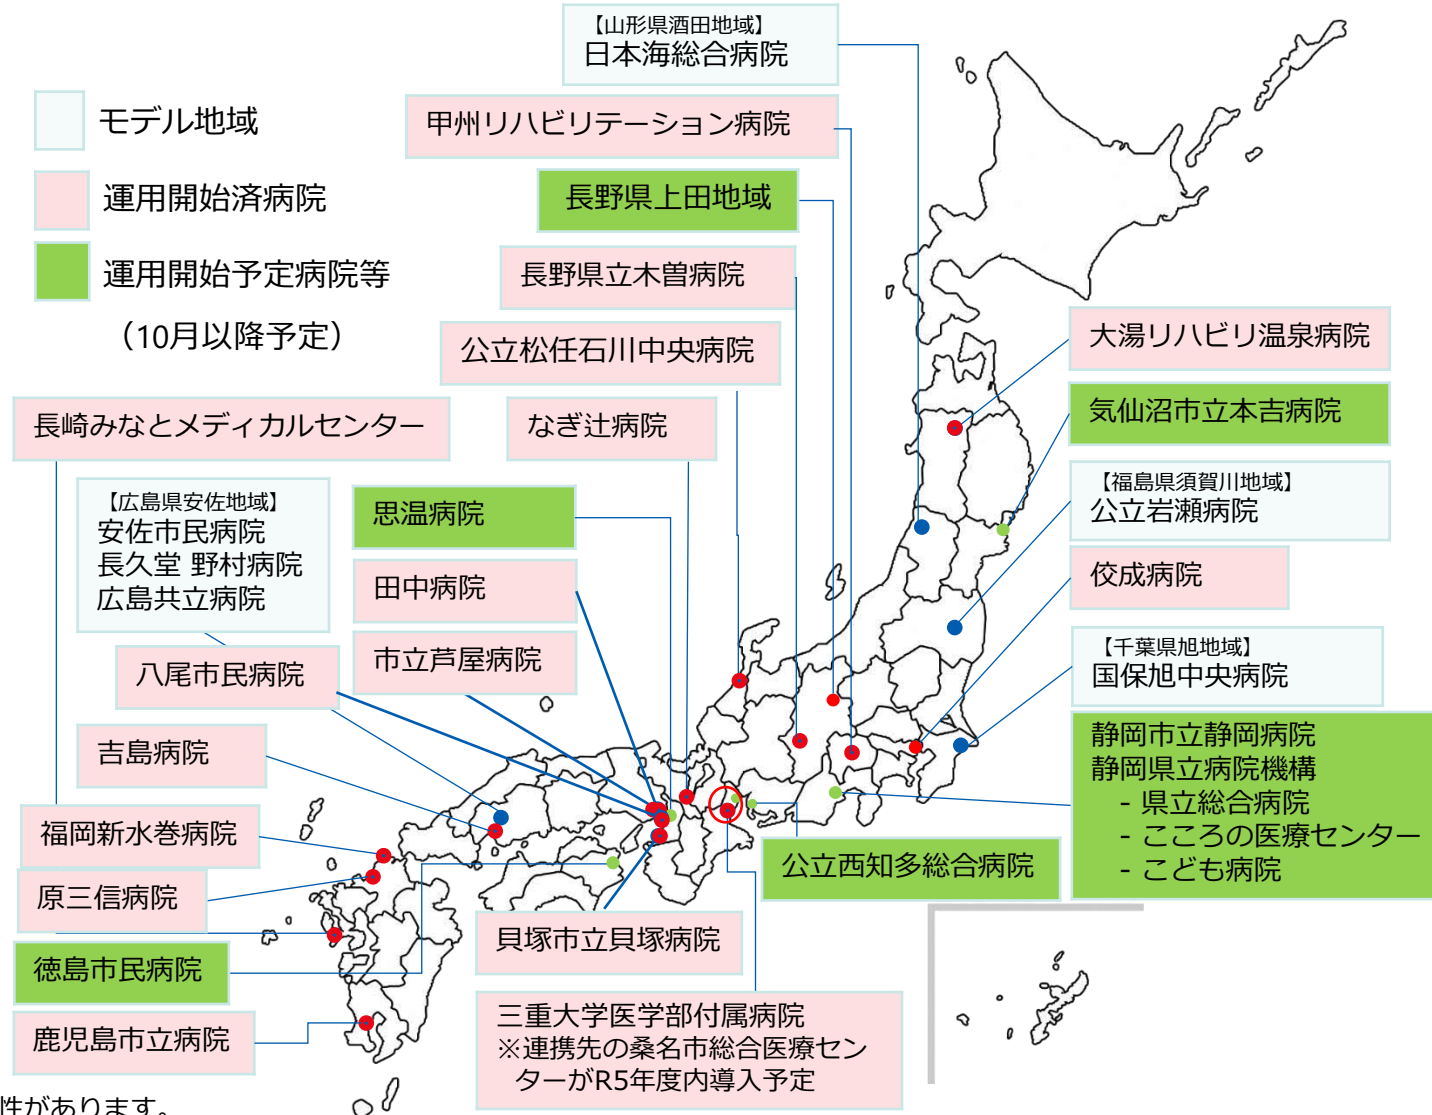 【山形県酒田地域】
日本海総合病院
モデル地域
甲州リハビリテーション病院
運用開始済病院
長野県上田地域
運用開始予定病院等
（10月以降予定）
長野県立木曽病院
公立松任石川中央病院
大湯リハビリ温泉病院
長崎みなとメディカルセンター
なぎ辻病院
気仙沼市立本吉病院
【広島県安佐地域】
安佐市民病院
長久堂 野村病院
広島共立病院
思温病院
【福島県須賀川地域】
公立岩瀬病院
田中病院
佼成病院
市立芦屋病院
八尾市民病院
【千葉県旭地域】
国保旭中央病院
吉島病院
静岡市立静岡病院
静岡県立病院機構
- 県立総合病院
- こころの医療センター
- こども病院
福岡新水巻病院
公立西知多総合病院
原三信病院
貝塚市立貝塚病院
徳島市民病院
鹿児島市立病院
三重大学医学部付属病院
※連携先の桑名市総合医療セン
ターがR5年度内導入予定
性があります。